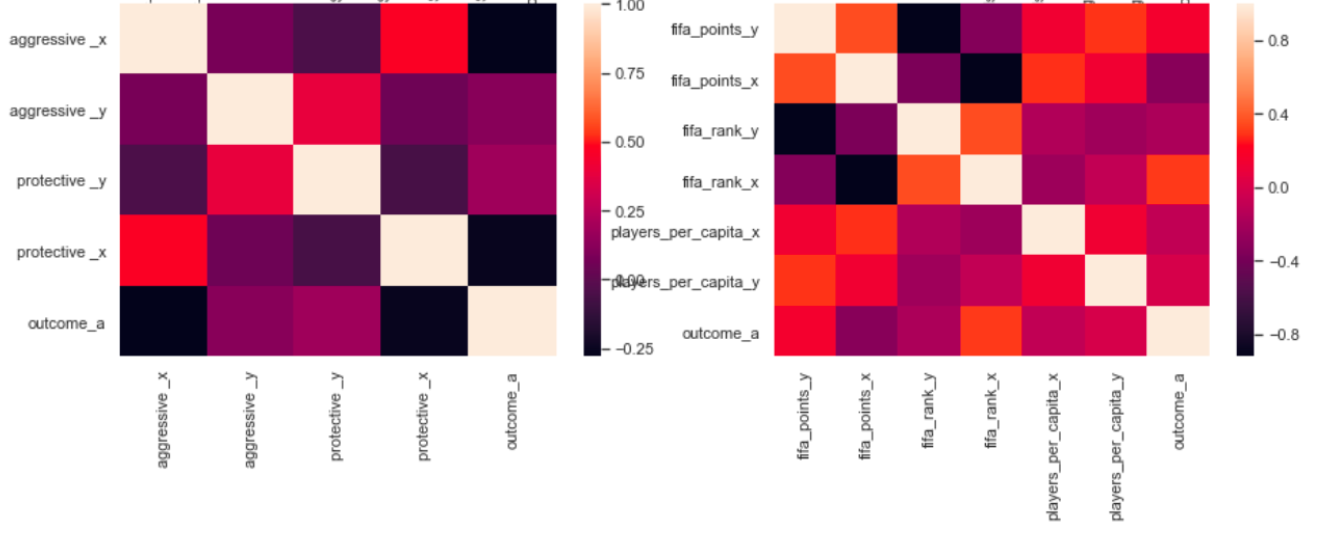 aggressive _x
aggressive _y
protective _y
protective _x
outcome_a
1.00
0.75
0.50
0.25
0.00
−0.25
aggressive _x
aggressive _y
protective _y
protective _x
outcome_a
fifa_points_y
fifa_points_x
fifa_rank_y
fifa_rank_x
players_per_capita_x
players_per_capita_y
outcome_a
0.8
0.4
0.0
−0.4
−0.8
fifa_points_y
fifa_points_x
fifa_rank_y
fifa_rank_x
players_per_capita_x
players_per_capita_y
outcome_a